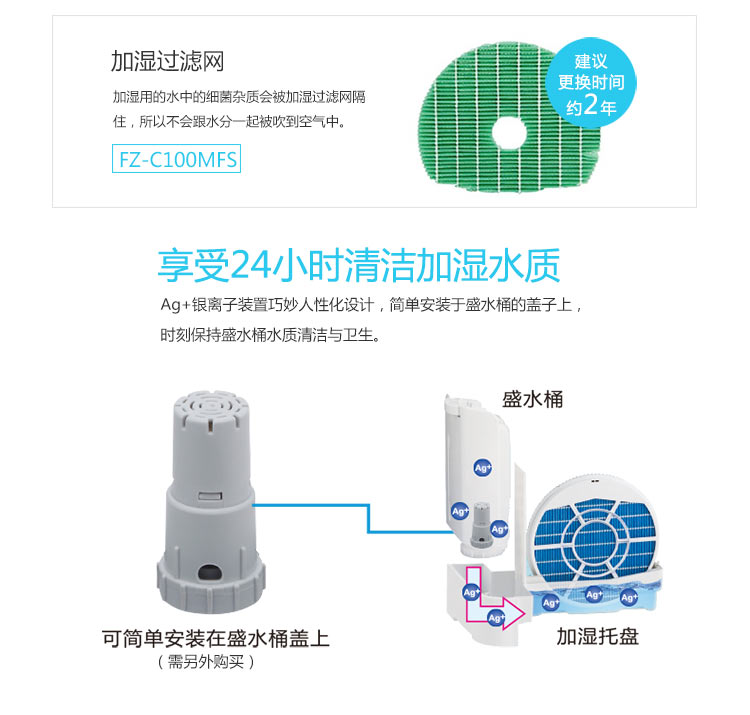 加湿过滤网
加湿用的水中的细菌杂质会被加湿过滤网隔
住，所以不会跟水分一起被吹到空气中。
FZ-C100MFS
建议
更换时间
约2年
享受24小时清洁加湿水质
Ag+银离子装置巧妙人性化设计，简单安装于盛水桶的盖子上，
时刻保持盛水桶水质清洁与卫生。
盛水桶
Ag+
Ag+
Ag+
Ag+
Ag+
Ag+
Ag+
Ag+
加湿托盘
可简单安装在盛水桶盖上
（需另外购买）